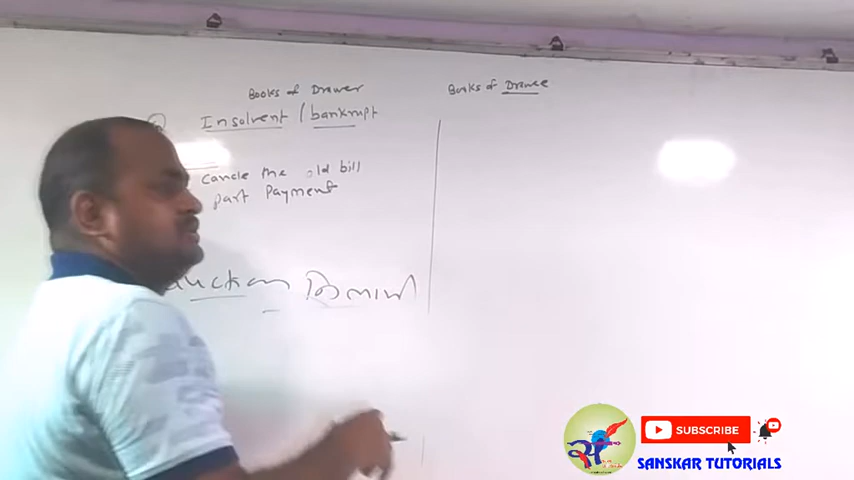 Books of Drawer
Insolvent / bankrupt
cancle the old bill
part payment
Books of Drawee
SUBSCRIBE
SANSKAR TUTORIALS